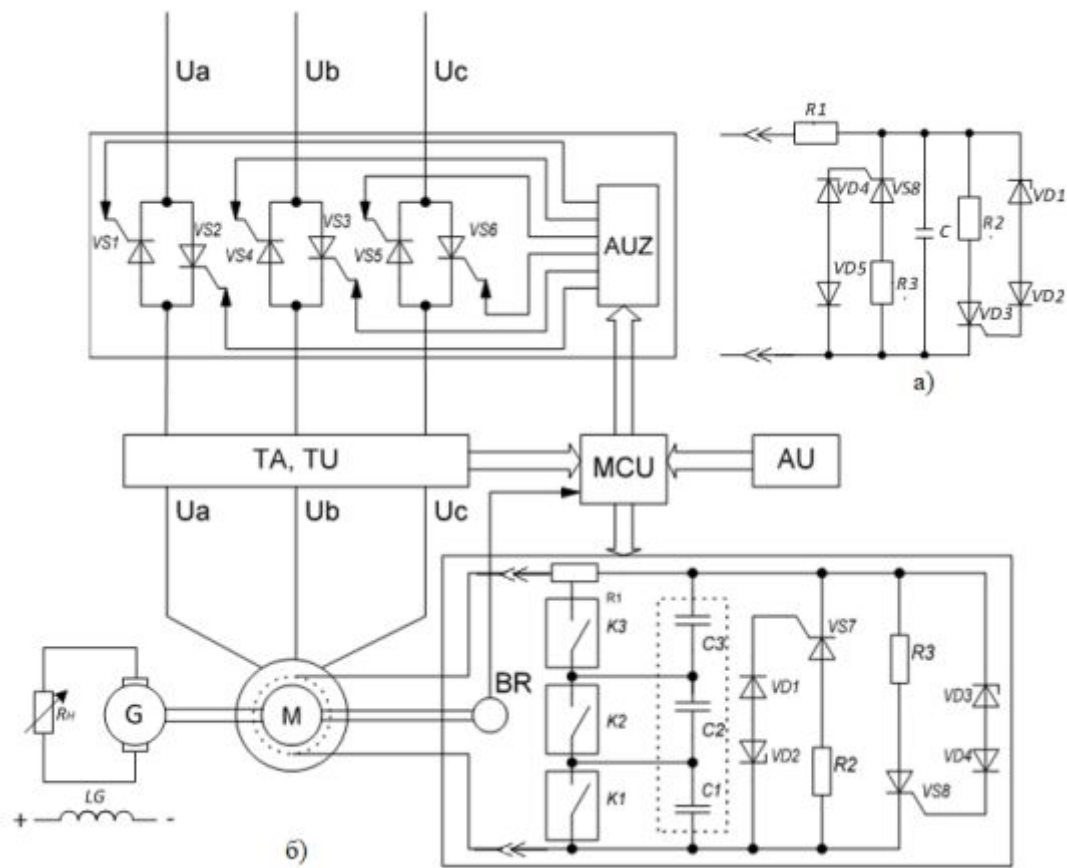 Ua Ub Uc
R1
VS1 VS2 VS4 VS3 VS5 VS6
AUZ
VD4 VS8 C R2 VD1
VD5 R3 VD3 VD2
а)
TA, TU
MCU
AU
Ua Ub Uc
R1
K3 C3
VS7
R3
BR
VD1
VD3
Rн G M
K2 C2
VD2 R2 VD4
K1 C1
VS8
LG
+ -
б)